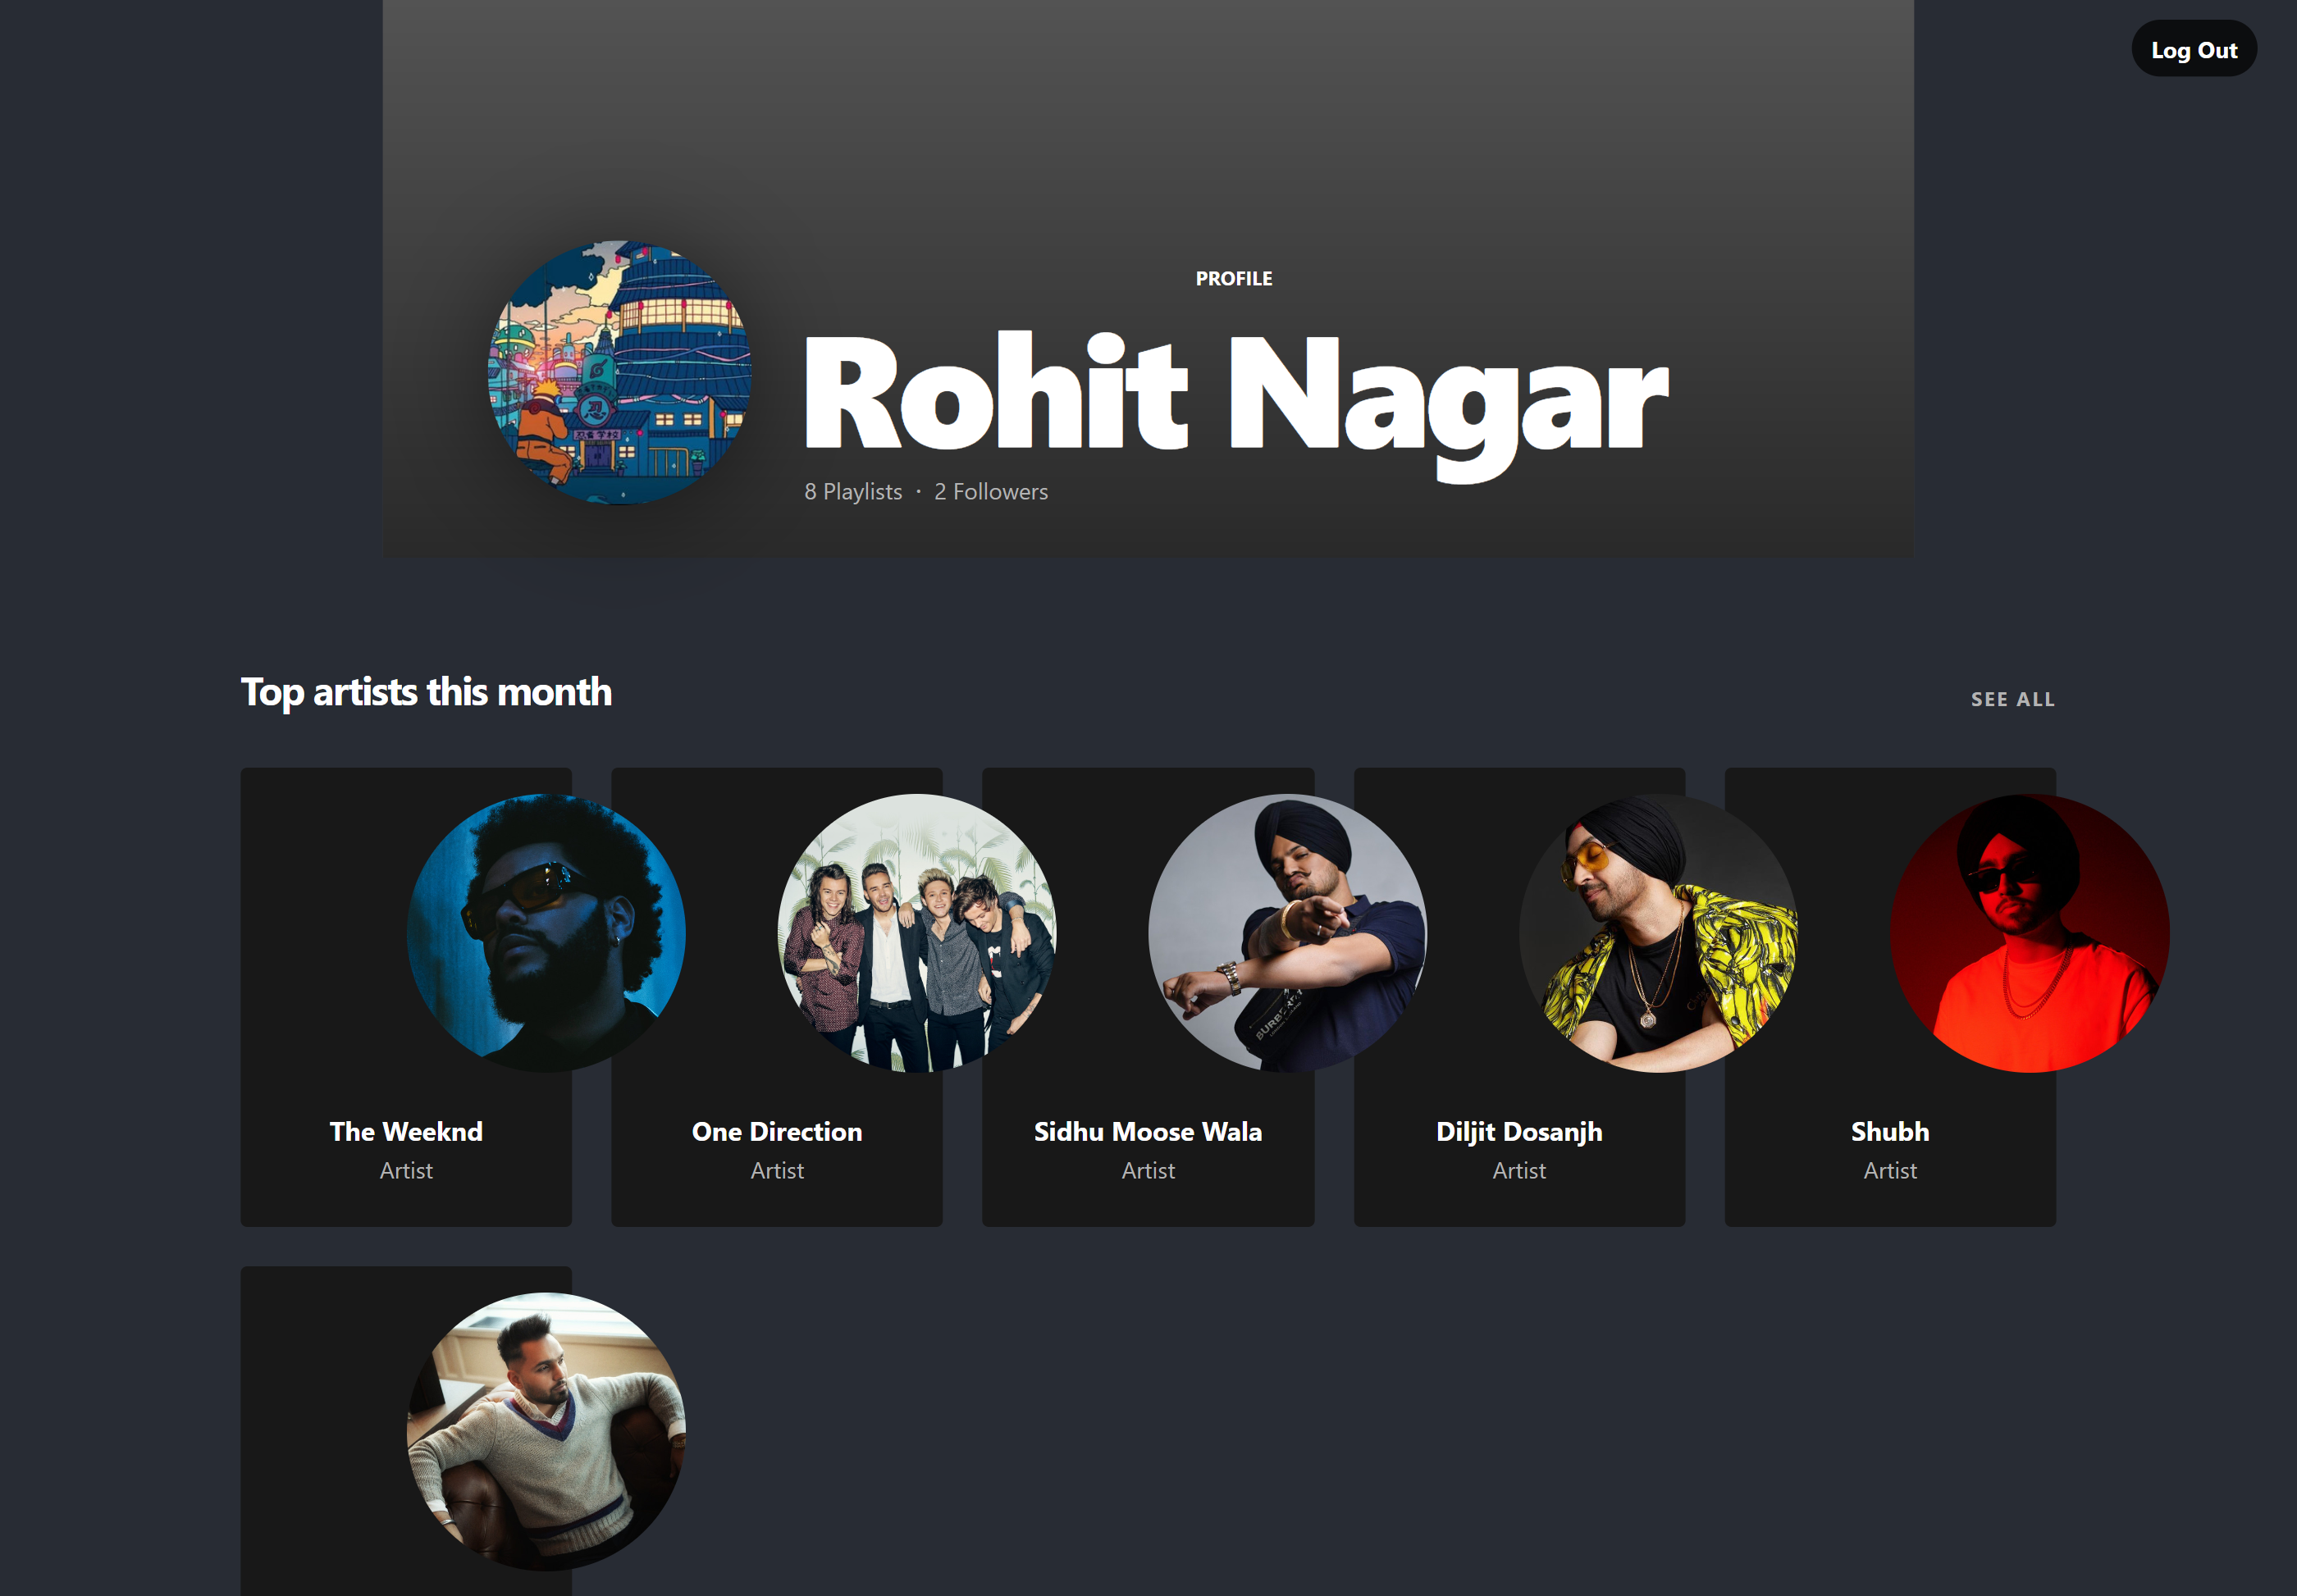 Log Out
PROFILE
Rohit Nagar
8 Playlists · 2 Followers
Top artists this month
SEE ALL
The Weeknd
Artist
One Direction
Artist
Sidhu Moose Wala
Artist
Diljit Dosanjh
Artist
Shubh
Artist